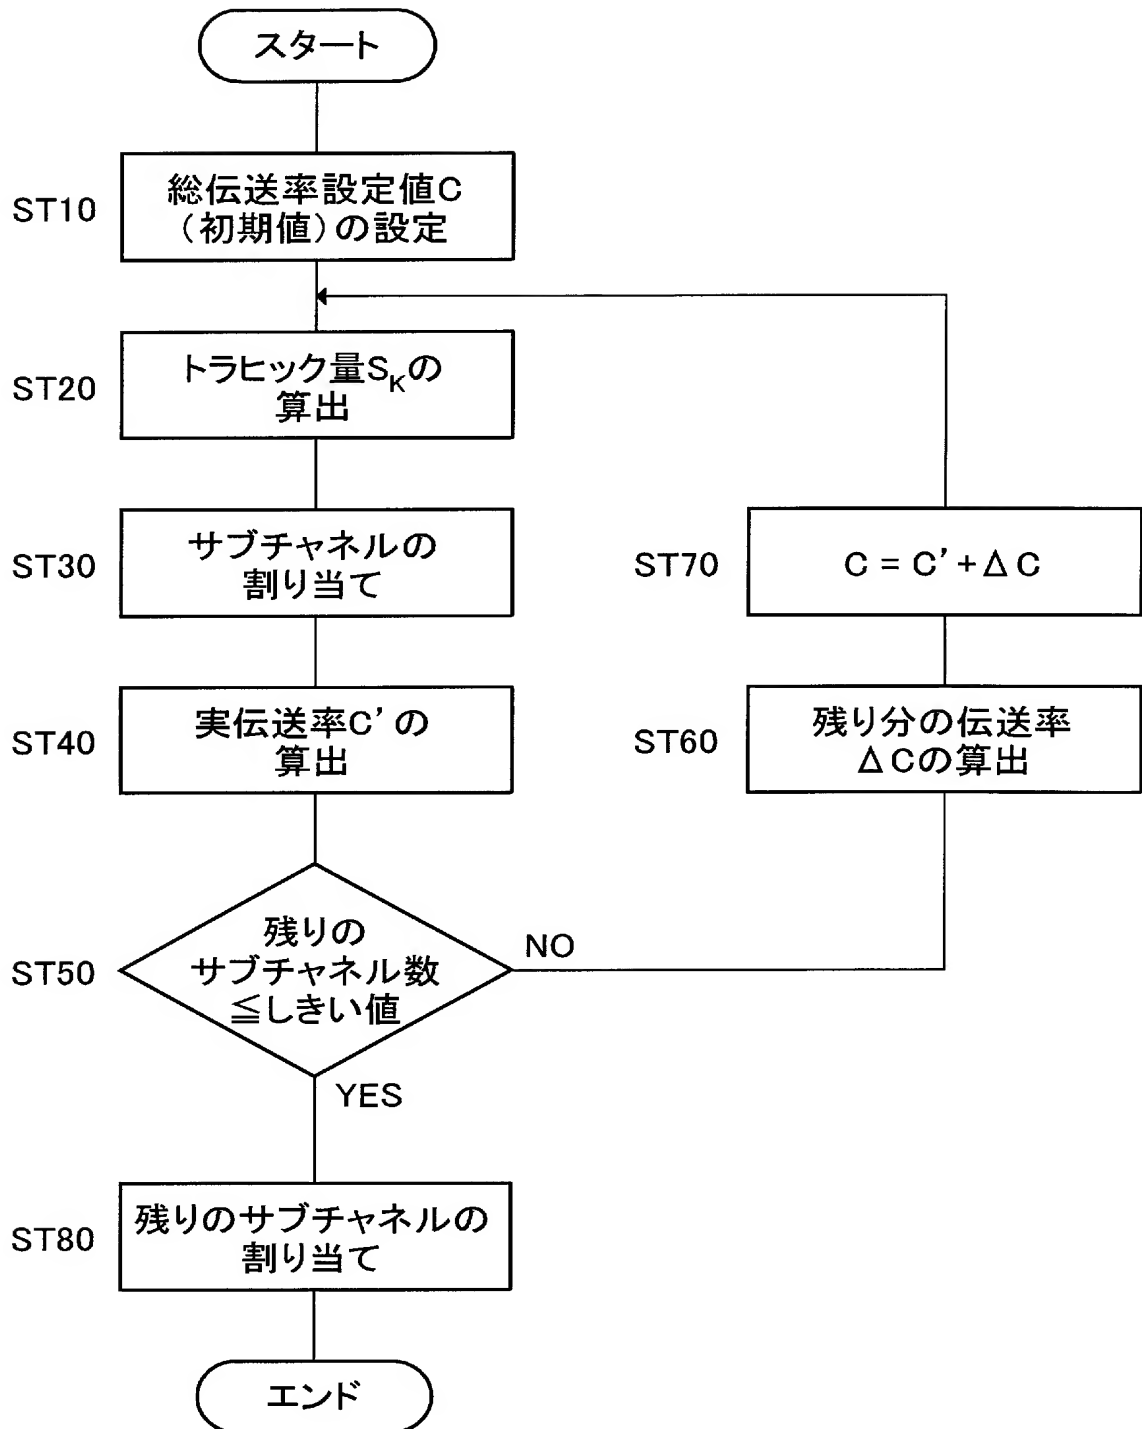 スタート
ST10
総伝送率設定値C
（初期値）の設定
ST20
トラヒック量SKの
算出
ST30
サブチャネルの
割り当て
ST70
C = C'+ΔC
ST40
実伝送率C'の
算出
ST60
残り分の伝送率
ΔCの算出
ST50
残りの
サブチャネル数
≦しきい値
NO
YES
ST80
残りのサブチャネルの
割り当て
エンド